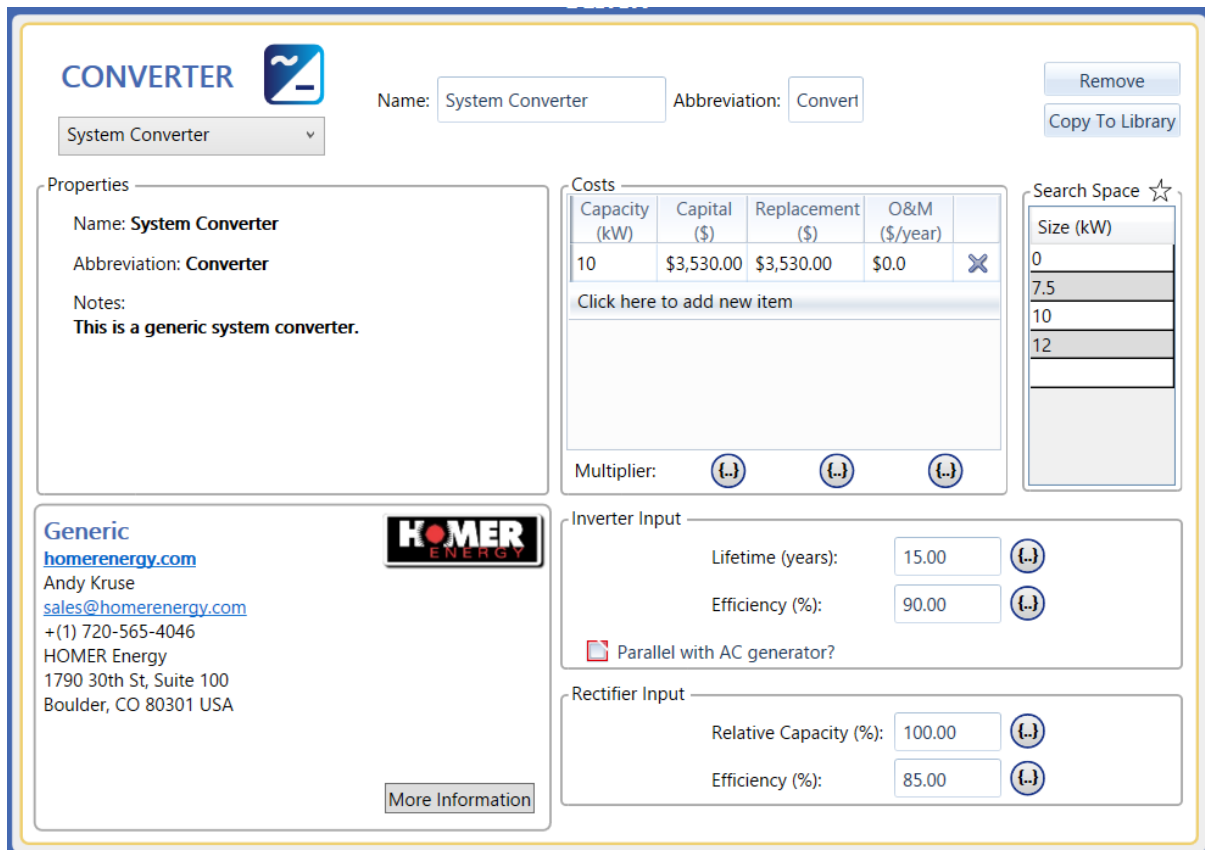 CONVERTER
Name: System Converter Abbreviation: Convert
Remove
Copy To Library
System Converter
Properties
Name: System Converter
Abbreviation: Converter
Notes:
This is a generic system converter.
Costs
Capacity (kW) Capital ($) Replacement ($) O&M ($/year)
10 $3,530.00 $3,530.00 $0.0
Click here to add new item
Multiplier: {..} {..} {..}
Search Space
Size (kW)
0
7.5
10
12
Generic
HOMER ENERGY
homerenergy.com
Andy Kruse
sales@homerenergy.com
+(1) 720-565-4046
HOMER Energy
1790 30th St, Suite 100
Boulder, CO 80301 USA
More Information
Inverter Input
Lifetime (years): 15.00 {..}
Efficiency (%): 90.00 {..}
Parallel with AC generator?
Rectifier Input
Relative Capacity (%): 100.00 {..}
Efficiency (%): 85.00 {..}